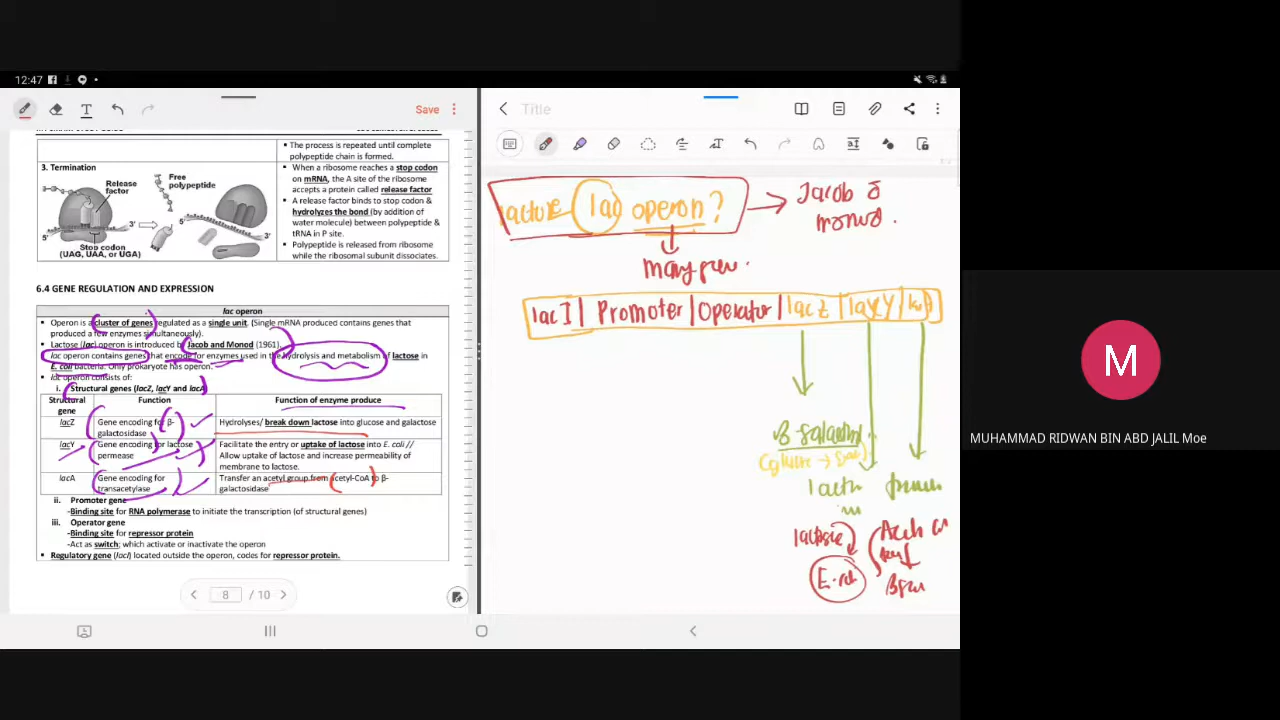 12:47
Save
Title
The process is repeated until complete
polypeptide chain is formed.
3. Termination
When a ribosome reaches a stop codon
on mRNA, the A site of the ribosome
accepts a protein called release factor
A release factor binds to stop codon &
hydrolyzes the bond (by addition of
water molecule) between polypeptide &
tRNA in P site.
Polypeptide is released from ribosome
while the ribosomal subunit dissociates.
Release
factor
Free
polypeptide
5'
3'
5'
3'
Stop codon
(UAG, UAA, or UGA)
6.4 GENE REGULATION AND EXPRESSION
lac operon
Operon is a cluster of genes regulated as a single unit. (Single mRNA produced contains genes that
produced a few enzymes simultaneously).
Lactose (lac) operon is introduced by Jacob and Monod (1961).
lac operon contains genes that encode for enzymes used in the hydrolysis and metabolism of lactose in
E. coli bacteria. Only prokaryote has operon.
lac operon consists of:
i. Structural genes (lacZ, lacY and lacA)
Structural gene
Function
Function of enzyme produce
lacZ
Gene encoding for β-
galactosidase
Hydrolyses/ break down lactose into glucose and galactose
lacY
Gene encoding for lactose
permease
Facilitate the entry or uptake of lactose into E. coli//
Allow uptake of lactose and increase permeability of
membrane to lactose.
lacA
Gene encoding for
transacetylase
Transfer an acetyl group from acetyl-CoA to β-
galactosidase
ii. Promoter gene
-Binding site for RNA polymerase to initiate the transcription (of structural genes)
iii. Operator gene
-Binding site for repressor protein
-Act as switch; which activate or inactivate the operon
Regulatory gene (lacI) located outside the operon, codes for repressor protein.
8 / 10
lac operon?
Jacob
monod.
many
lac I | Promoter | Operator | lac Z |
lactose
M
MUHAMMAD RIDWAN BIN ABD JALIL Moe